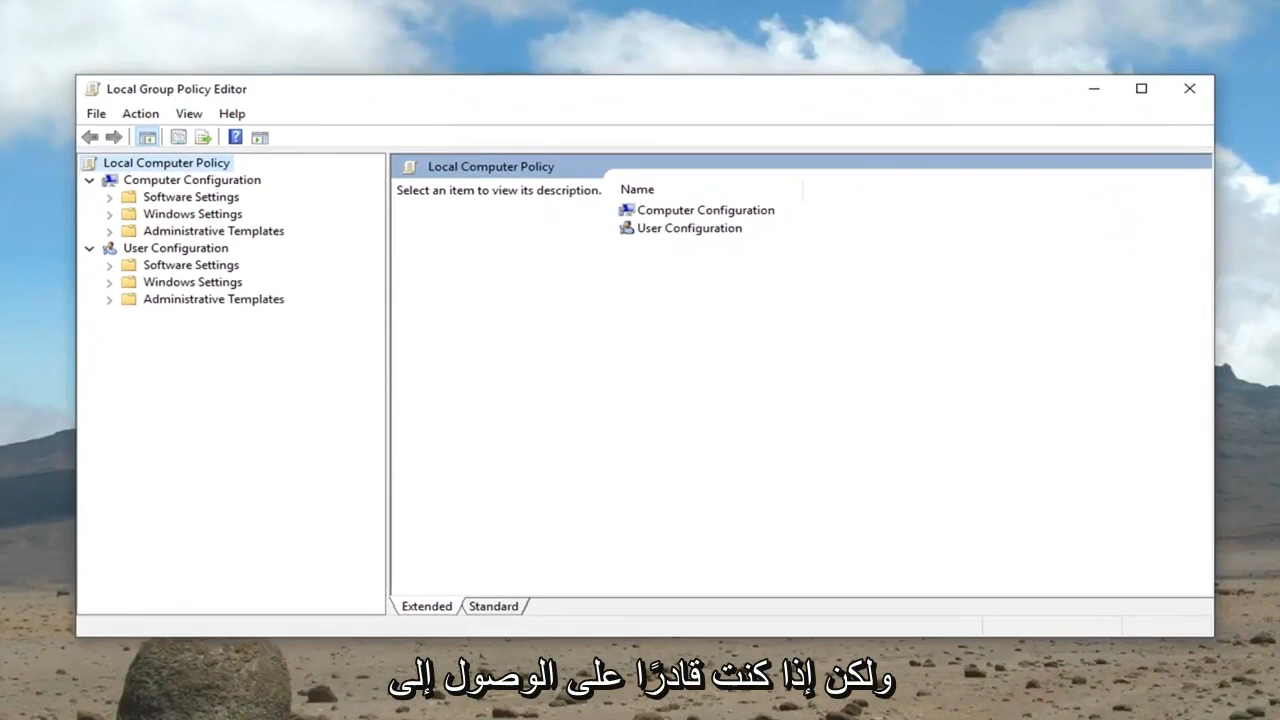 Local Group Policy Editor
File Action View Help
Local Computer Policy
Computer Configuration
Software Settings
Windows Settings
Administrative Templates
User Configuration
Software Settings
Windows Settings
Administrative Templates
Local Computer Policy
Select an item to view its description.
Name
Computer Configuration
User Configuration
Extended Standard
ولكن إذا كنت قادرًا على الوصول إلى